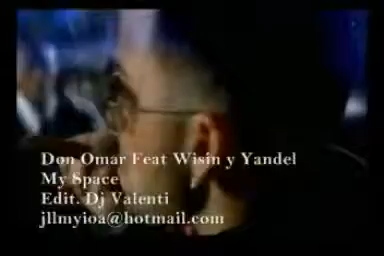 Don Omar Feat Wisin y Yandel
My Space
Edit. Dj Valenti
jllmyioa@hotmail.com